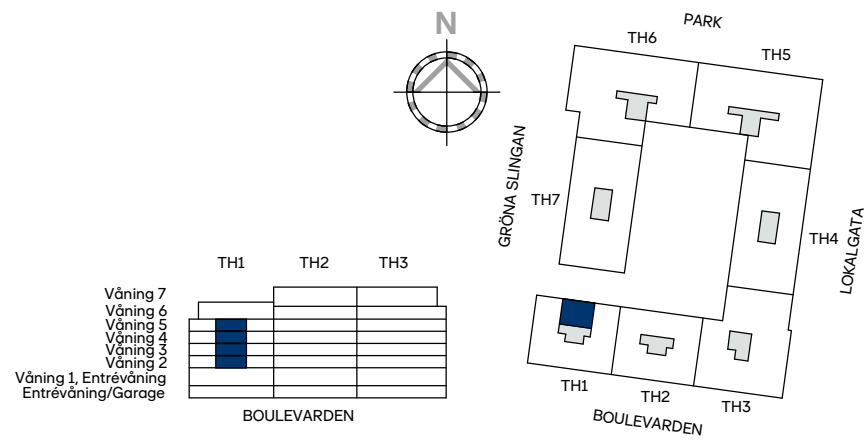 N
PARK
TH6
TH5
GRÖNA SLINGAN
TH7
TH4
LOKALGATA
TH1
TH2
TH3
BOULEVARDEN
TH1 TH2 TH3
Våning 7
Våning 6
Våning 5
Våning 4
Våning 3
Våning 2
Våning 1, Entrévåning
Entrévåning/Garage
BOULEVARDEN